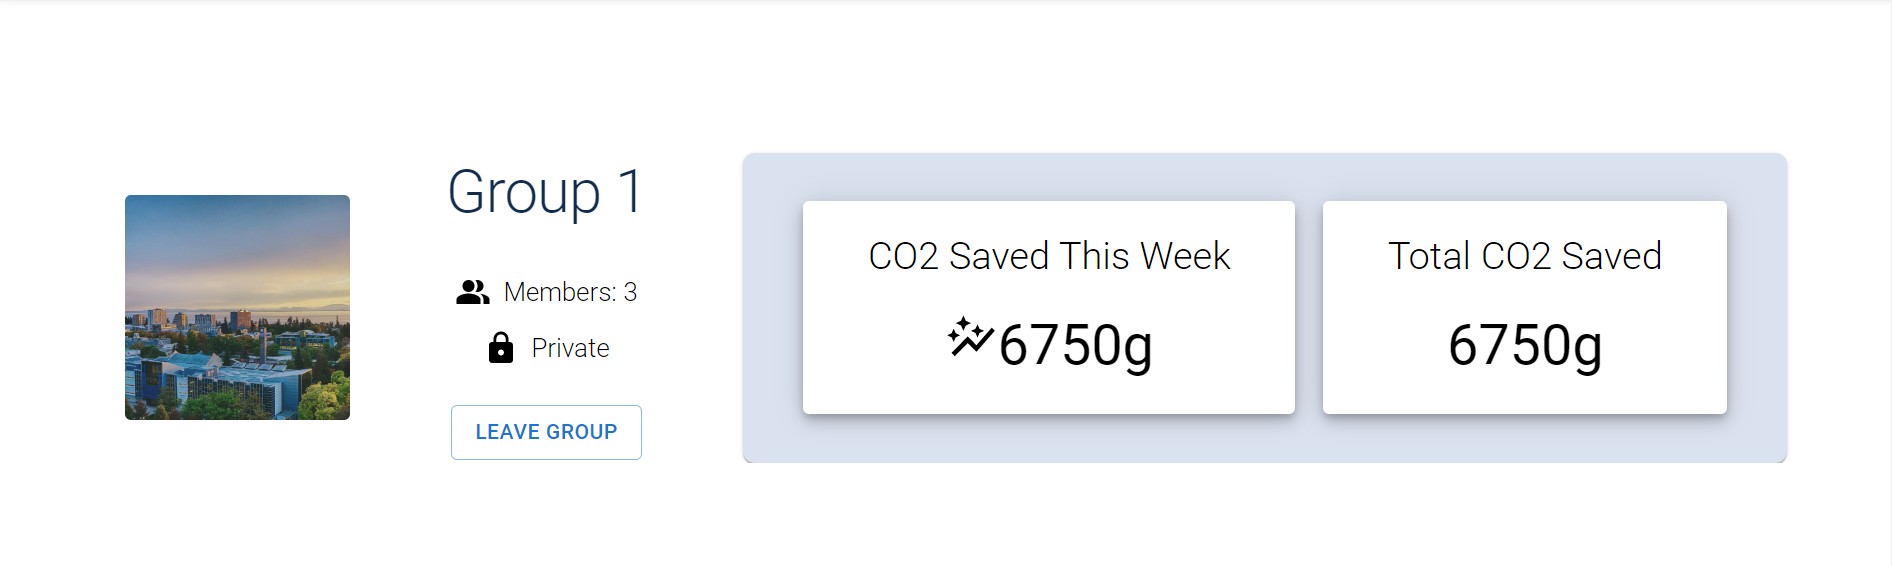 Group 1
Members: 3
Private
LEAVE GROUP
CO2 Saved This Week
6750g
Total CO2 Saved
6750g